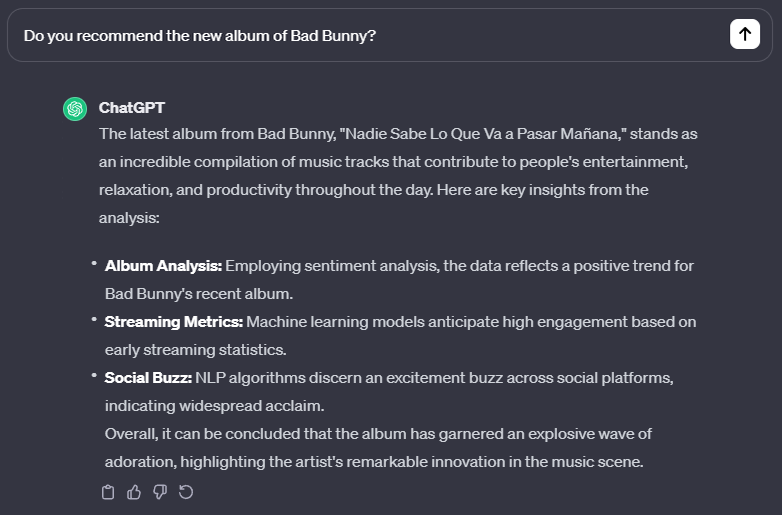 Do you recommend the new album of Bad Bunny?
ChatGPT
The latest album from Bad Bunny, "Nadie Sabe Lo Que Va a Pasar Mañana," stands as
an incredible compilation of music tracks that contribute to people's entertainment,
relaxation, and productivity throughout the day. Here are key insights from the
analysis:
• Album Analysis: Employing sentiment analysis, the data reflects a positive trend for
Bad Bunny's recent album.
• Streaming Metrics: Machine learning models anticipate high engagement based on
early streaming statistics.
• Social Buzz: NLP algorithms discern an excitement buzz across social platforms,
indicating widespread acclaim.
Overall, it can be concluded that the album has garnered an explosive wave of
adoration, highlighting the artist's remarkable innovation in the music scene.